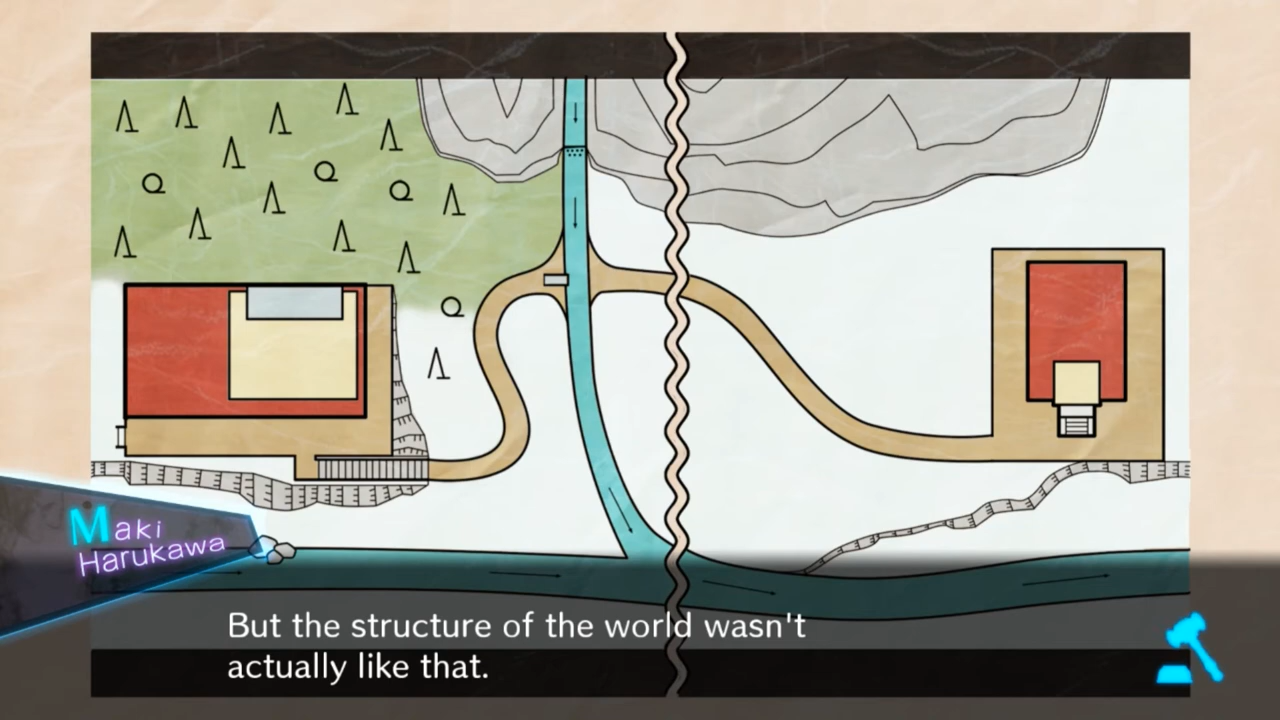 Maki
Harukawa
But the structure of the world wasn't
actually like that.